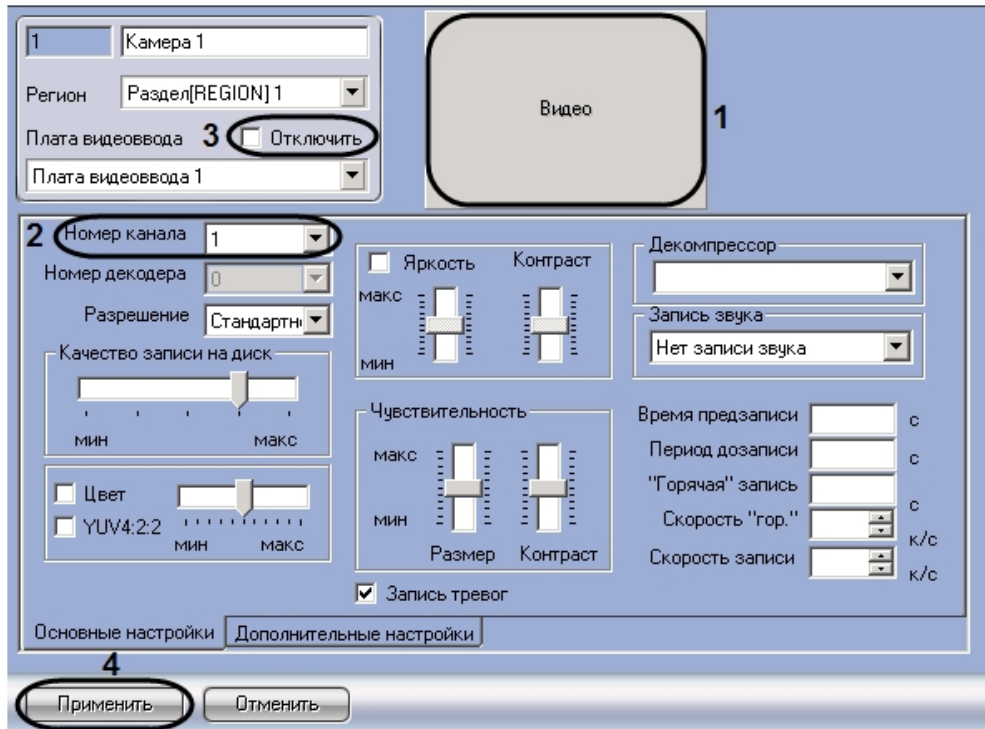 1 Камера 1
Регион Раздел[REGION] 1
Плата видеоввода 3 Отключить
Плата видеоввода 1
Видео 1
2 Номер канала 1
Номер декодера 0
Разрешение Стандартн
Качество записи на диск
мин макс
Цвет
YUV4:2:2
мин макс
Яркость Контраст
макс
мин
Чувствительность
макс
мин
Размер Контраст
Запись тревог
Декомпрессор
Запись звука
Нет записи звука
Время предзаписи с
Период дозаписи с
"Горячая" запись с
Скорость "гор." к/с
Скорость записи к/с
Основные настройки Дополнительные настройки
4
Применить Отменить